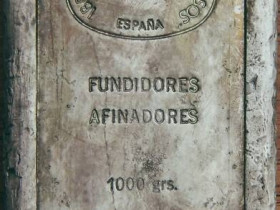 ESPAÑA
FUNDIDORES
AFINADORES
1000 grs.